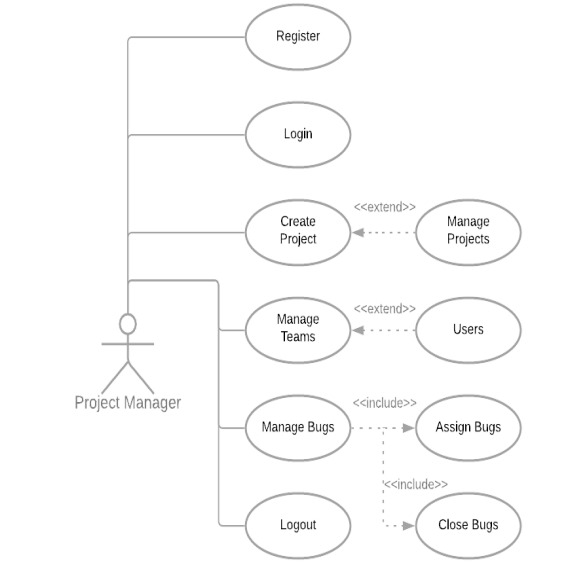 Register
Login
<<extend>>
Create
Project
Manage
Projects
<<extend>>
Manage
Teams
Users
Project Manager
<<include>>
Manage Bugs
Assign Bugs
<<include>>
Logout
Close Bugs